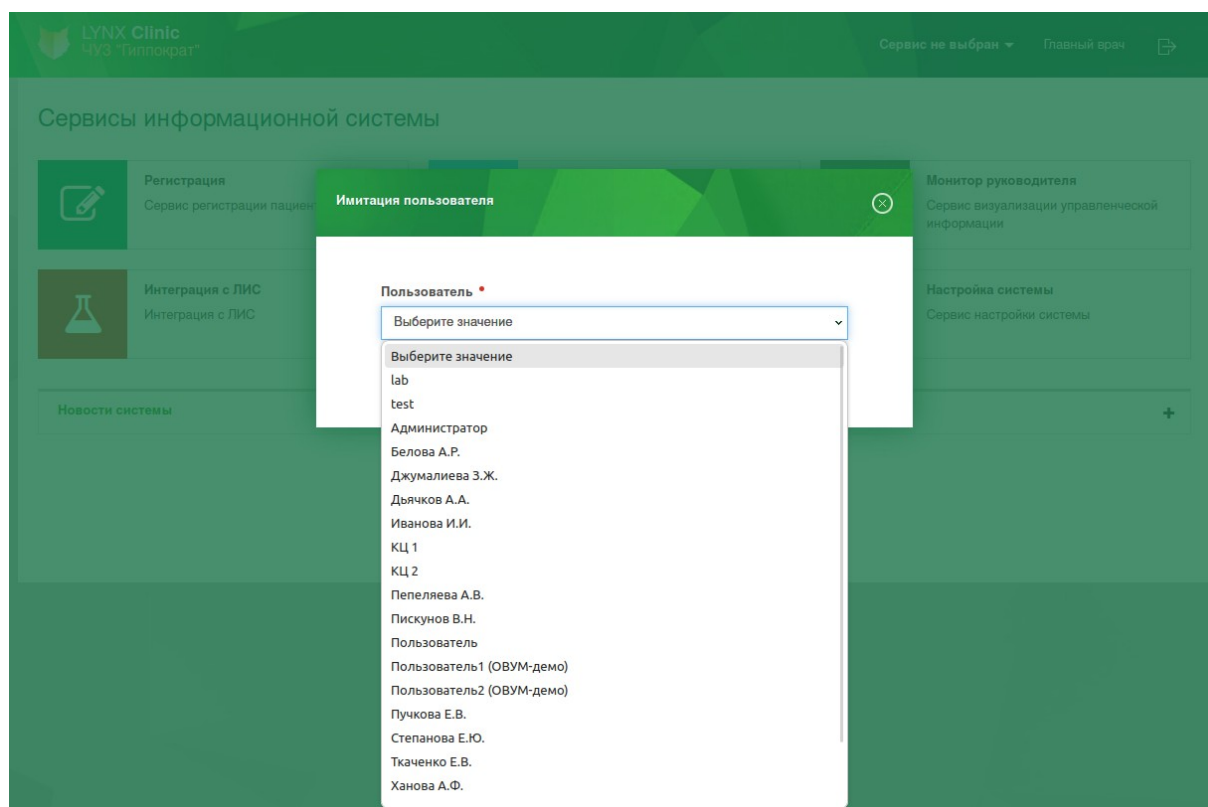 LYNX Clinic
ЧУЗ "Гиппократ"
Сервис не выбран
Главный врач
Сервисы информационной системы
Регистрация
Сервис регистрации пациен
Монитор руководителя
Сервис визуализации управленческой
информации
Интеграция с ЛИС
Интеграция с ЛИС
Настройка системы
Сервис настройки системы
Новости системы
Имитация пользователя
Пользователь
Выберите значение
Выберите значение
lab
test
Администратор
Белова А.Р.
Джумалиева З.Ж.
Дьячков А.А.
Иванова И.И.
КЦ 1
КЦ 2
Пепеляева А.В.
Пискунов В.Н.
Пользователь
Пользователь1 (ОВУМ-демо)
Пользователь2 (ОВУМ-демо)
Пучкова Е.В.
Степанова Е.Ю.
Ткаченко Е.В.
Ханова А.Ф.